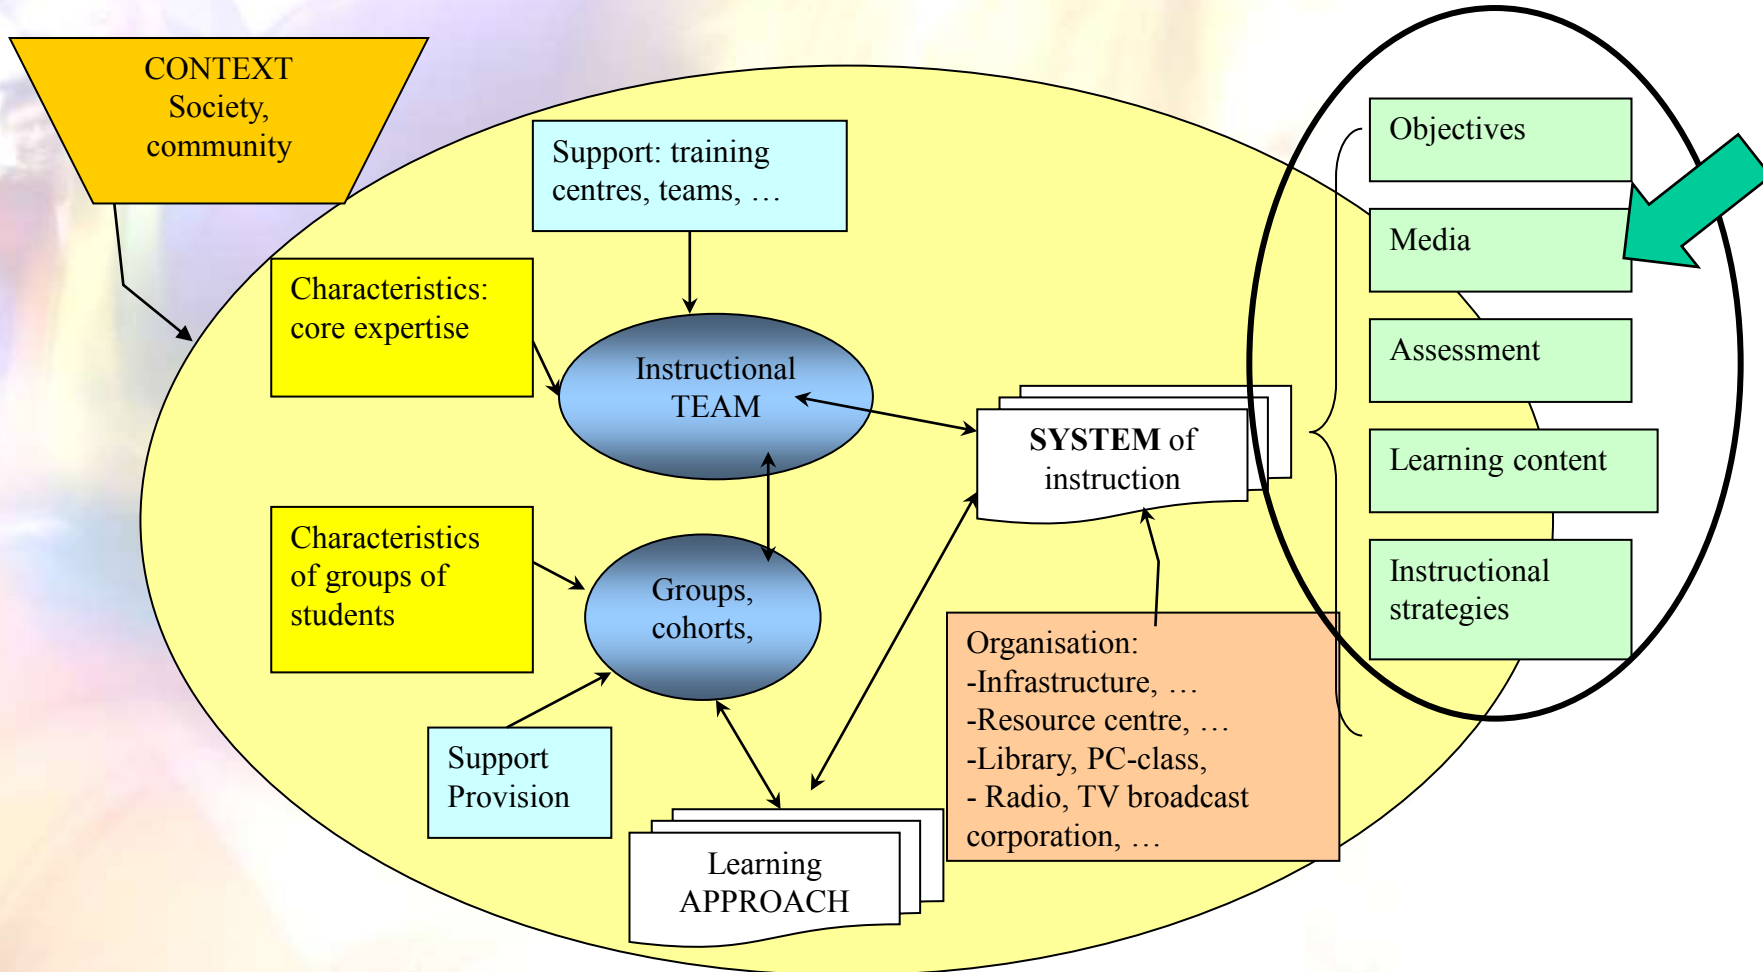 CONTEXT
Society,
community
Support: training
centres, teams, …
Characteristics:
core expertise
Instructional
TEAM
SYSTEM of
instruction
Characteristics
of groups of
students
Groups,
cohorts,
Support
Provision
Learning
APPROACH
Organisation:
-Infrastructure, …
-Resource centre, …
-Library, PC-class,
- Radio, TV broadcast
corporation, …
Objectives
Media
Assessment
Learning content
Instructional
strategies